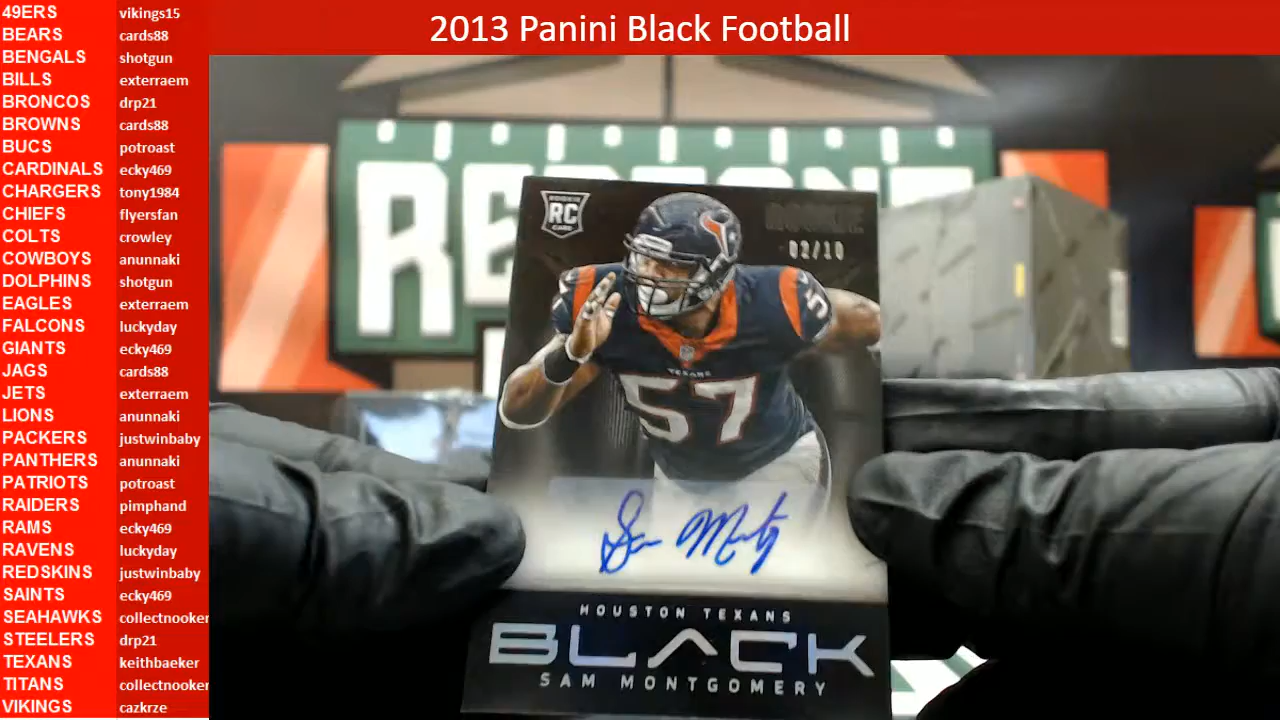 2013 Panini Black Football
49ERS vikings15
BEARS cards88
BENGALS shotgun
BILLS exterraem
BRONCOS drp21
BROWNS cards88
BUCS potroast
CARDINALS ecky469
CHARGERS tony1984
CHIEFS flyersfan
COLTS crowley
COWBOYS anunnaki
DOLPHINS shotgun
EAGLES exterraem
FALCONS luckyday
GIANTS ecky469
JAGS cards88
JETS exterraem
LIONS anunnaki
PACKERS justwinbaby
PANTHERS anunnaki
PATRIOTS potroast
RAIDERS pimphand
RAMS ecky469
RAVENS luckyday
REDSKINS justwinbaby
SAINTS ecky469
SEAHAWKS collectnooker
STEELERS drp21
TEXANS keithbaeker
TITANS collectnooker
VIKINGS cazkrze
ROOKIE
RC
CARD
ROOKIE
02/10
57
TEXANS
57
HOUSTON TEXANS
BLACK
SAM MONTGOMERY